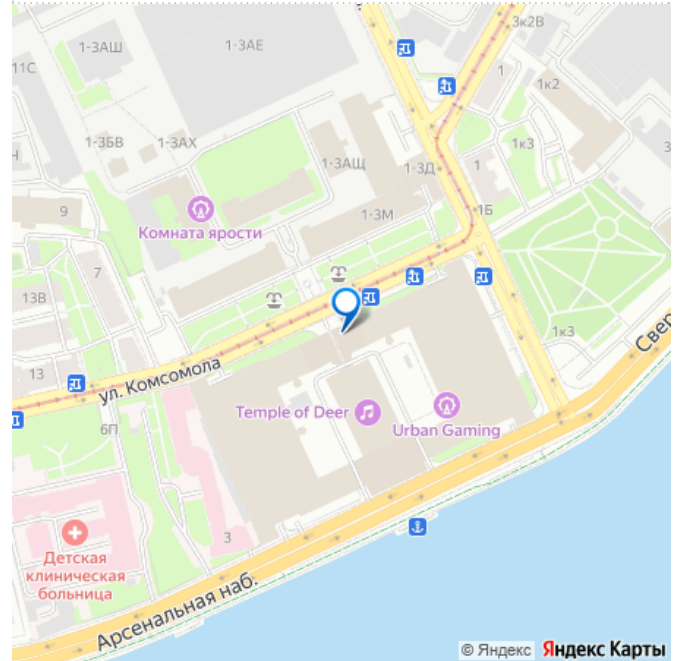 3к2В
1-3АШ
1-3АЕ
11С
1
1к2
1-3БВ
1-3АХ
1к3
1-3АЩ
1-3Д
1
9
Комната ярости
1-3М
1Б
7
13В
1к3
Свер
13
ул. Комсомола
Temple of Deer
Urban Gaming
6П
3
Детская
клиническая
больница
Арсенальная наб.
© Яндекс Яндекс Карты